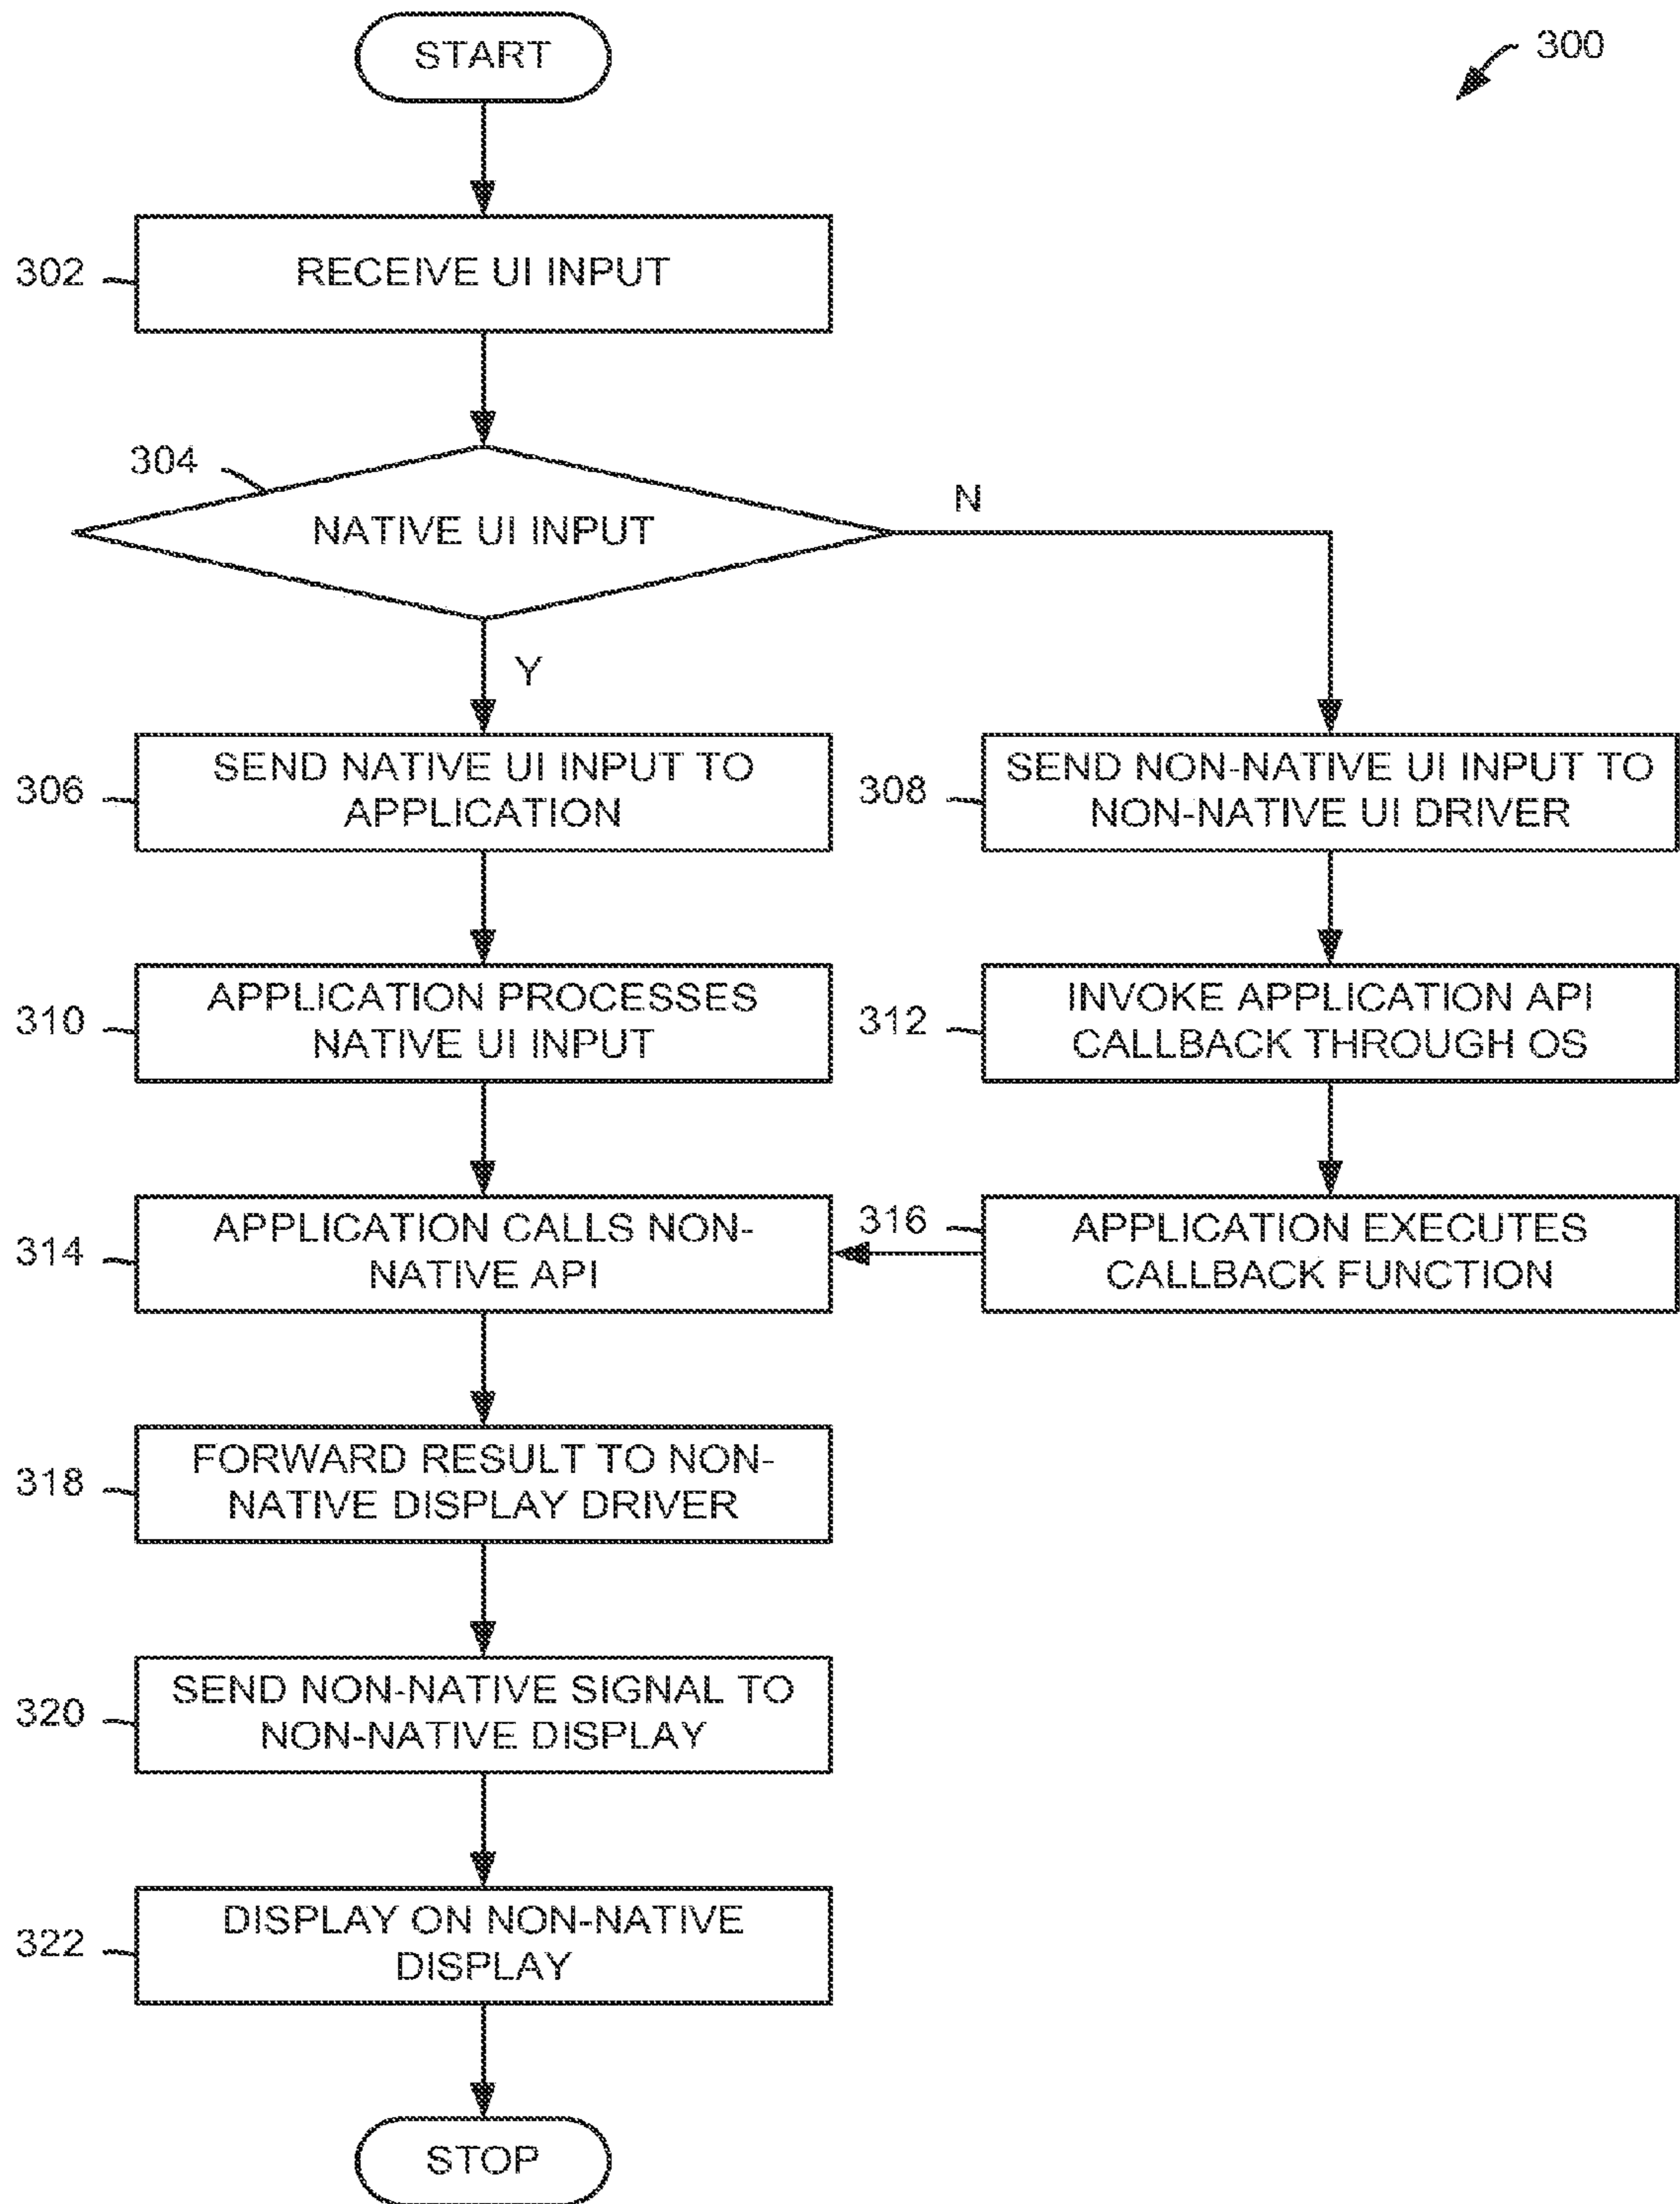 START
300
302
RECEIVE UI INPUT
304
NATIVE UI INPUT
N
Y
306
SEND NATIVE UI INPUT TO
APPLICATION
308
SEND NON-NATIVE UI INPUT TO
NON-NATIVE UI DRIVER
310
APPLICATION PROCESSES
NATIVE UI INPUT
312
INVOKE APPLICATION API
CALLBACK THROUGH OS
314
APPLICATION CALLS NON-
NATIVE API
316
APPLICATION EXECUTES
CALLBACK FUNCTION
318
FORWARD RESULT TO NON-
NATIVE DISPLAY DRIVER
320
SEND NON-NATIVE SIGNAL TO
NON-NATIVE DISPLAY
322
DISPLAY ON NON-NATIVE
DISPLAY
STOP